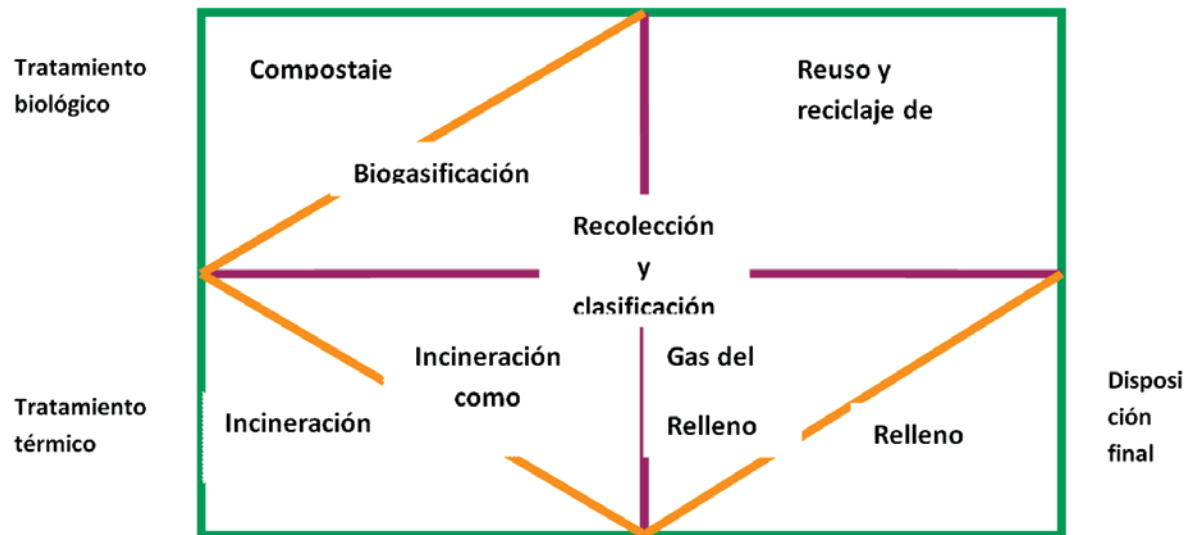 Tratamiento
biológico
Compostaje
Reuso y
reciclaje de
Biogasificación
Recolección
y
clasificación
Incineración
como
Gas del
Relleno
Tratamiento
térmico
Incineración
Relleno
Disposi
ción
final